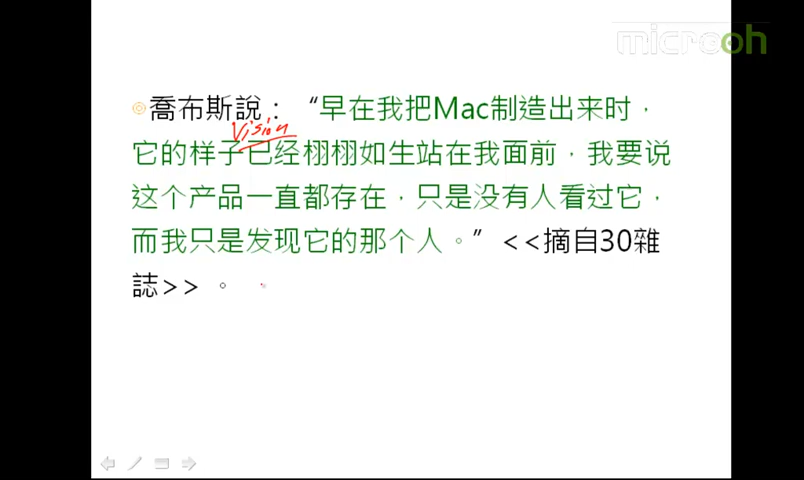 microoh
喬布斯說：“早在我把Mac制造出来时，
Vision
它的样子已经栩栩如生站在我面前，我要说
这个产品一直都存在，只是没有人看过它，
而我只是发现它的那个人。”<<摘自30雜
誌>>。